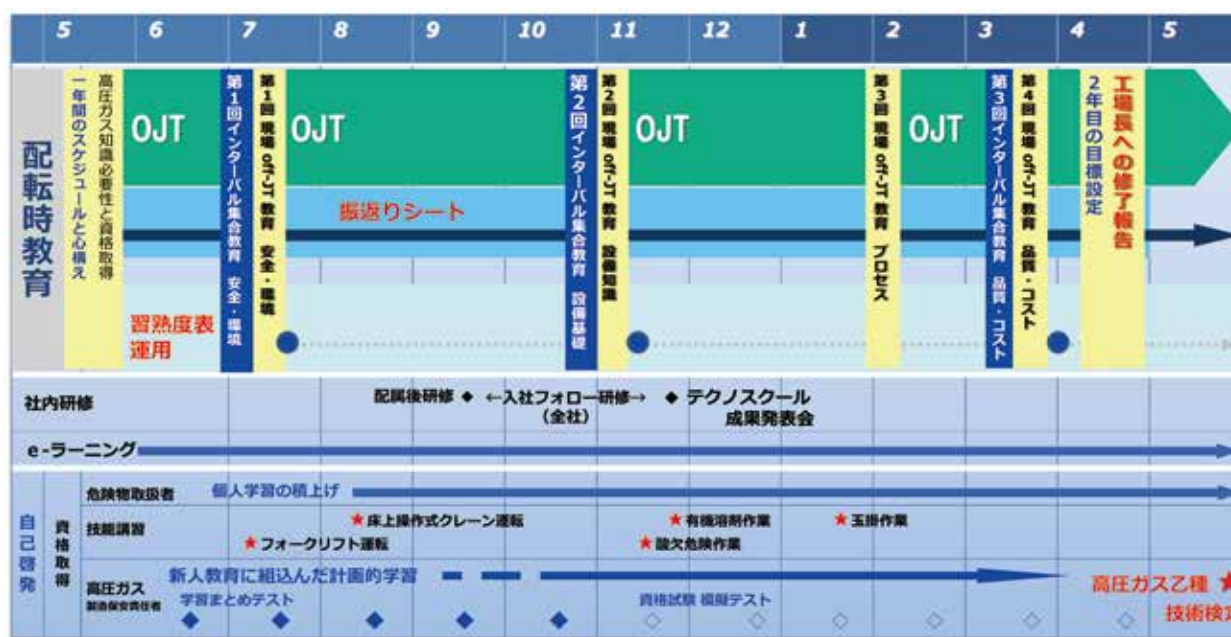 5 6 7 8 9 10 11 12 1 2 3 4 5
配転時教育
一年間のスケジュールと心構え
高圧ガス知識必要性と資格取得
OJT
第1回インターバル集合教育 安全・環境
第1回 現場 off-JT 教育 安全・環境
OJT
第2回インターバル集合教育 設備基礎
第2回 現場 off-JT 教育 設備知識
OJT
第3回 現場 off-JT 教育 プロセス
OJT
第3回インターバル集合教育 品質・コスト
第4回 現場 off-JT 教育 品質・コスト
2年目の目標設定
工場長への修了報告
振返りシート
習熟度表
運用
社内研修
配属後研修 ◆ ←入社フォロー研修→
(全社)
◆ テクノスクール
成果発表会
e-ラーニング
自己啓発
資格取得
危険物取扱者
個人学習の積上げ
技能講習
★床上操作式クレーン運転
★有機溶剤作業
★玉掛作業
★フォークリフト運転
★酸欠危険作業
高圧ガス
製造保安責任者
新人教育に組込んだ計画的学習
学習まとめテスト
資格試験 模擬テスト
高圧ガス乙種 ★
技術検定